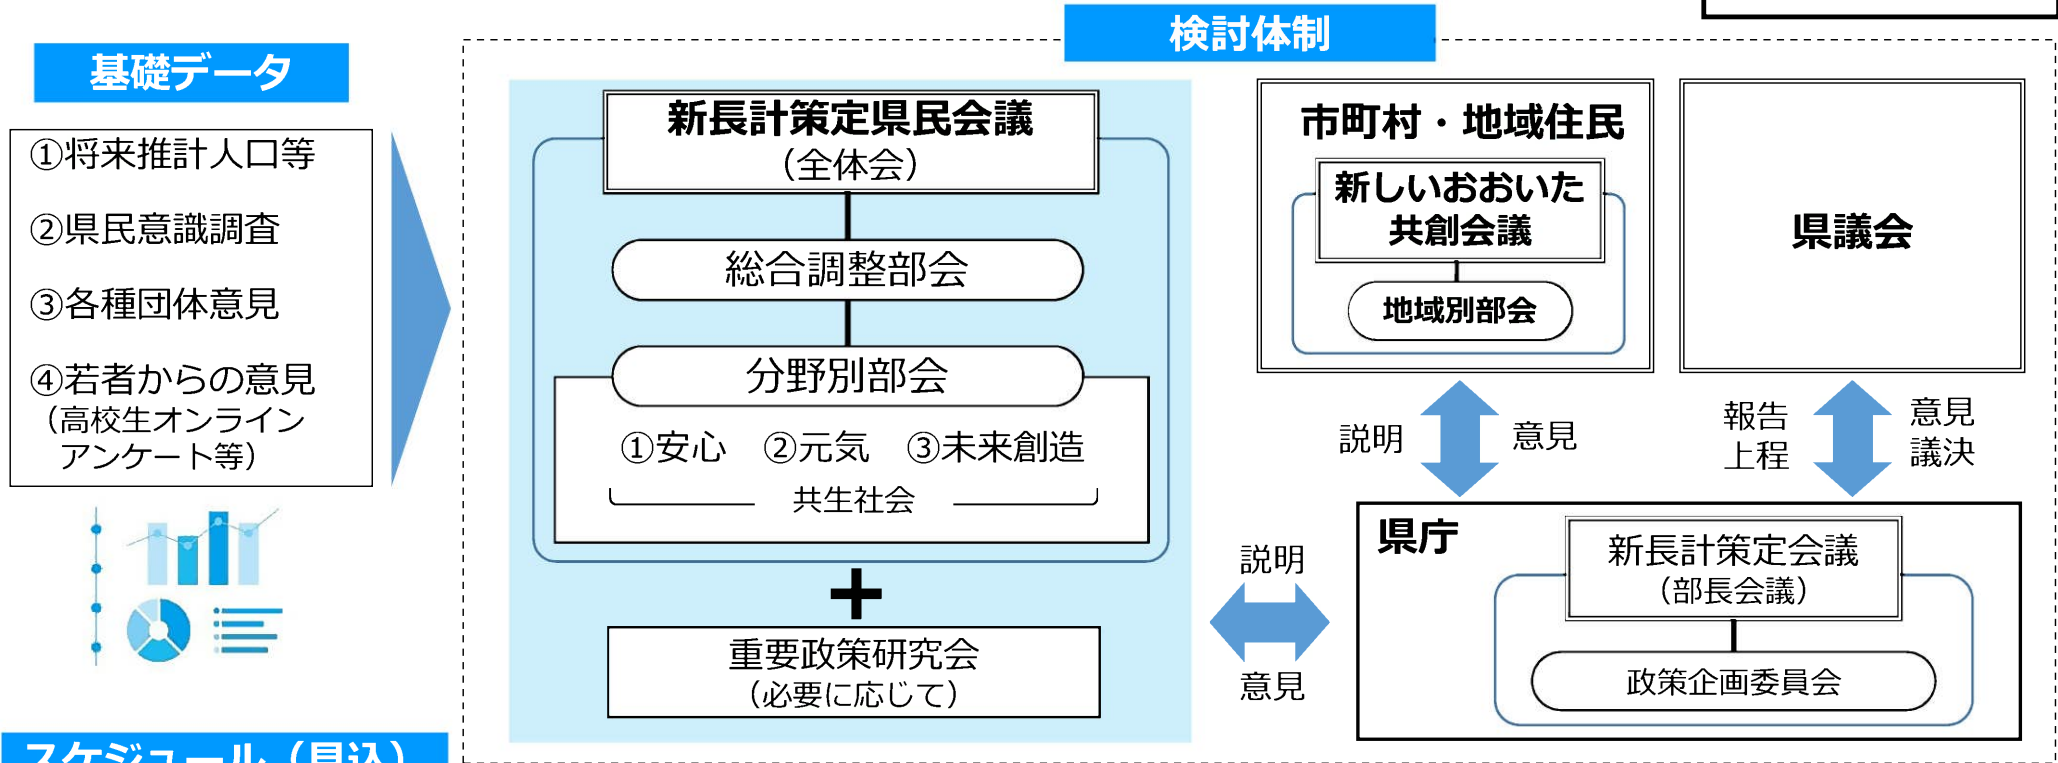 検討体制
基礎データ
①将来推計人口等
②県民意識調査
③各種団体意見
④若者からの意見
（高校生オンライン
アンケート等）
新長計策定県民会議
（全体会）
総合調整部会
分野別部会
①安心 ②元気 ③未来創造
共生社会
重要政策研究会
（必要に応じて）
市町村・地域住民
新しいおおいた
共創会議
地域別部会
県議会
説明
意見
報告
上程
意見
議決
説明
意見
県庁
新長計策定会議
（部長会議）
政策企画委員会
スケジュール（見込）